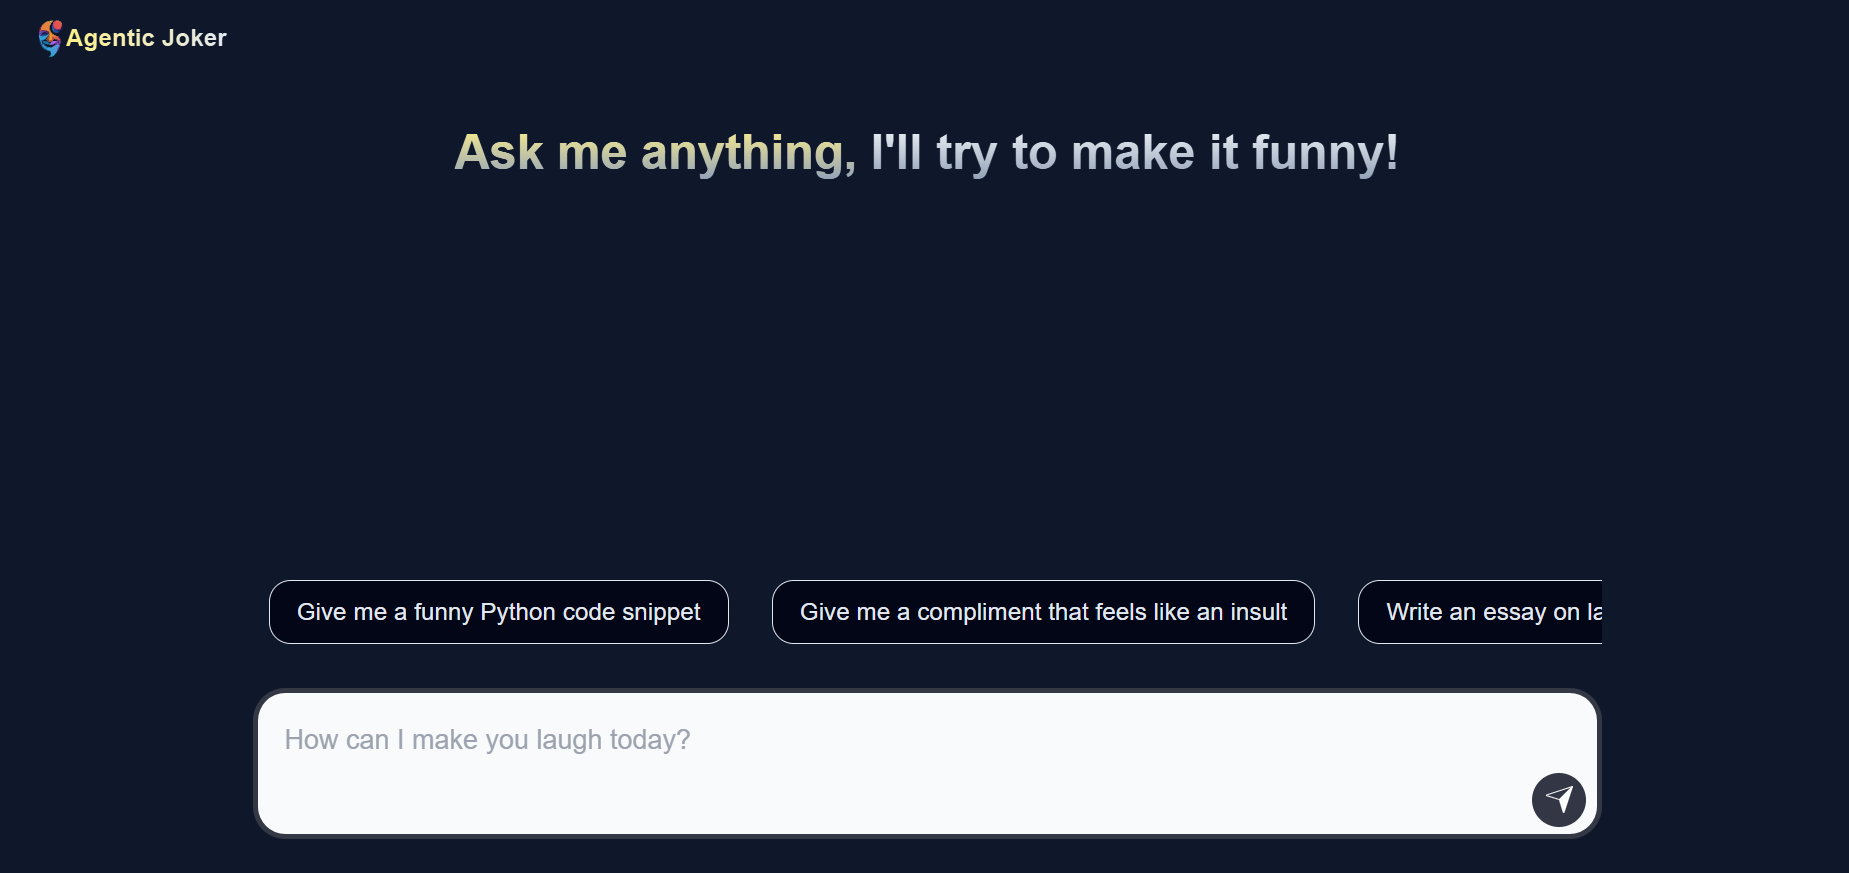 Agentic Joker
Ask me anything, I'll try to make it funny!
Give me a funny Python code snippet
Give me a compliment that feels like an insult
Write an essay on la
How can I make you laugh today?